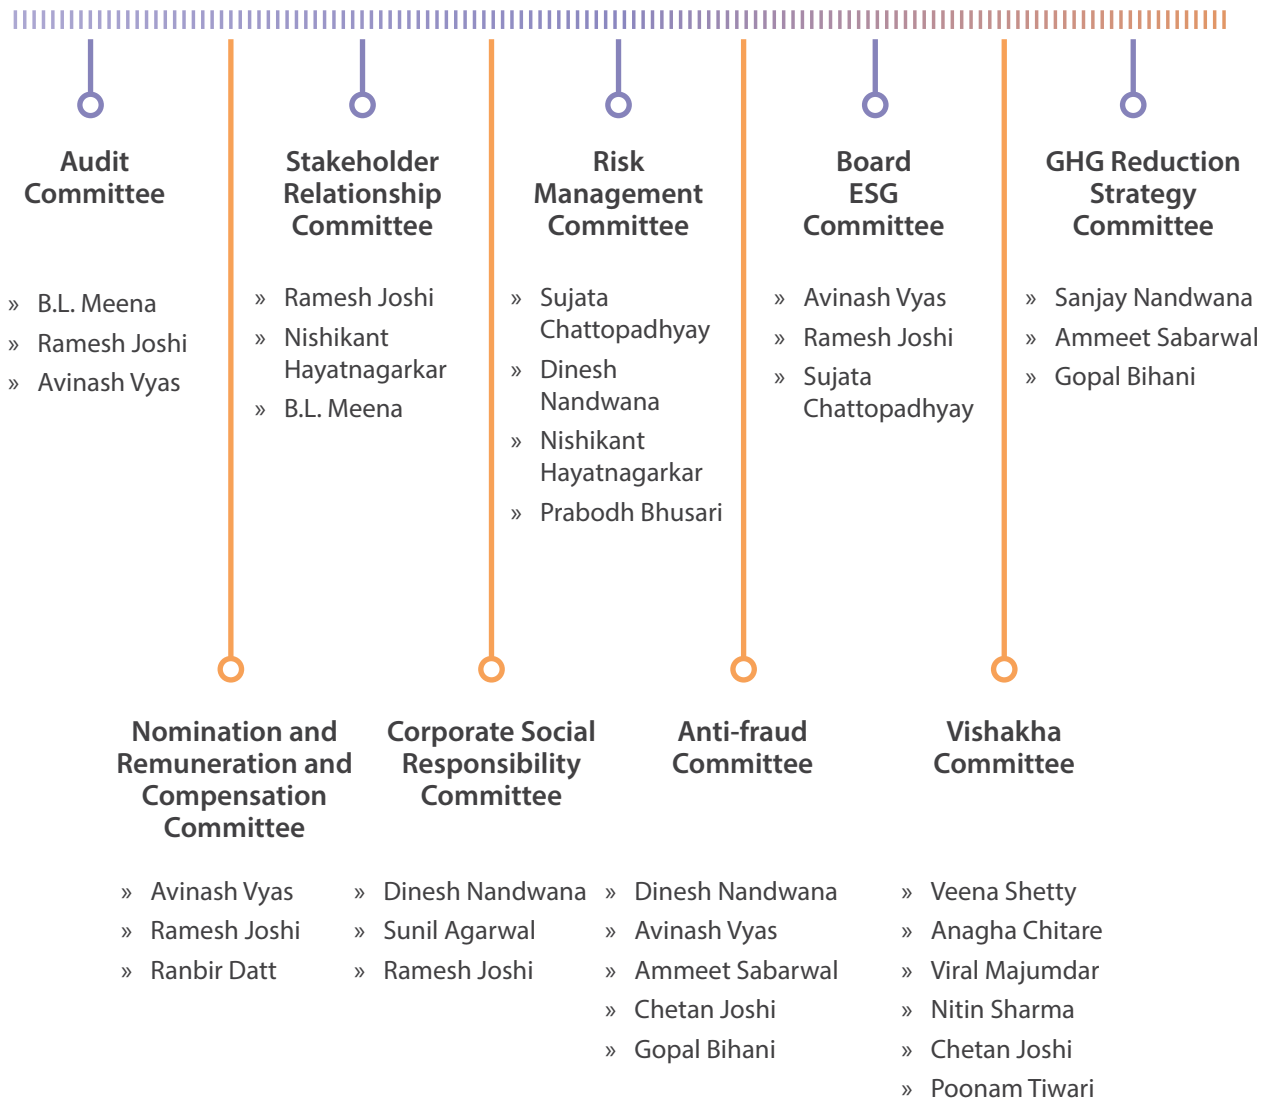 Audit
Committee
» B.L. Meena
» Ramesh Joshi
» Avinash Vyas
Stakeholder
Relationship
Committee
» Ramesh Joshi
» Nishikant
Hayatnagarkar
» B.L. Meena
Risk
Management
Committee
» Sujata
Chattopadhyay
» Dinesh
Nandwana
» Nishikant
Hayatnagarkar
» Prabodh Bhusari
Board
ESG
Committee
» Avinash Vyas
» Ramesh Joshi
» Sujata
Chattopadhyay
GHG Reduction
Strategy
Committee
» Sanjay Nandwana
» Ammeet Sabarwal
» Gopal Bihani
Nomination and
Remuneration and
Compensation
Committee
» Avinash Vyas
» Ramesh Joshi
» Ranbir Datt
Corporate Social
Responsibility
Committee
» Dinesh Nandwana
» Sunil Agarwal
» Ramesh Joshi
Anti-fraud
Committee
» Dinesh Nandwana
» Avinash Vyas
» Ammeet Sabarwal
» Chetan Joshi
» Gopal Bihani
Vishakha
Committee
» Veena Shetty
» Anagha Chitare
» Viral Majumdar
» Nitin Sharma
» Chetan Joshi
» Poonam Tiwari